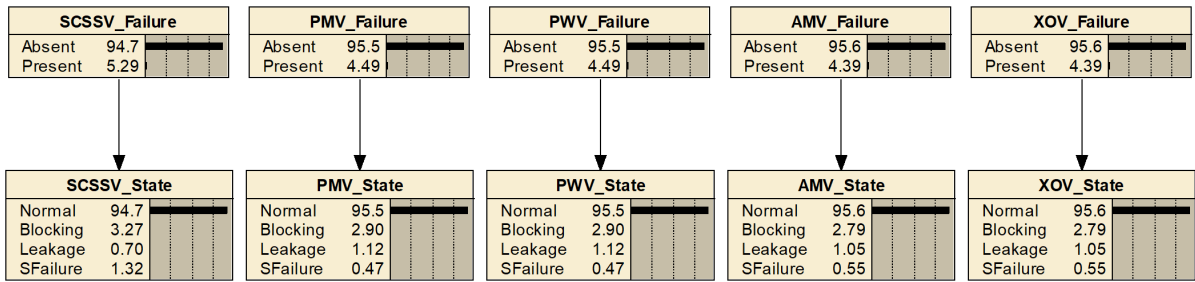 SCSSV_Failure
Absent 94.7
Present 5.29
PMV_Failure
Absent 95.5
Present 4.49
PWV_Failure
Absent 95.5
Present 4.49
AMV_Failure
Absent 95.6
Present 4.39
XOV_Failure
Absent 95.6
Present 4.39
SCSSV_State
Normal 94.7
Blocking 3.27
Leakage 0.70
SFailure 1.32
PMV_State
Normal 95.5
Blocking 2.90
Leakage 1.12
SFailure 0.47
PWV_State
Normal 95.5
Blocking 2.90
Leakage 1.12
SFailure 0.47
AMV_State
Normal 95.6
Blocking 2.79
Leakage 1.05
SFailure 0.55
XOV_State
Normal 95.6
Blocking 2.79
Leakage 1.05
SFailure 0.55